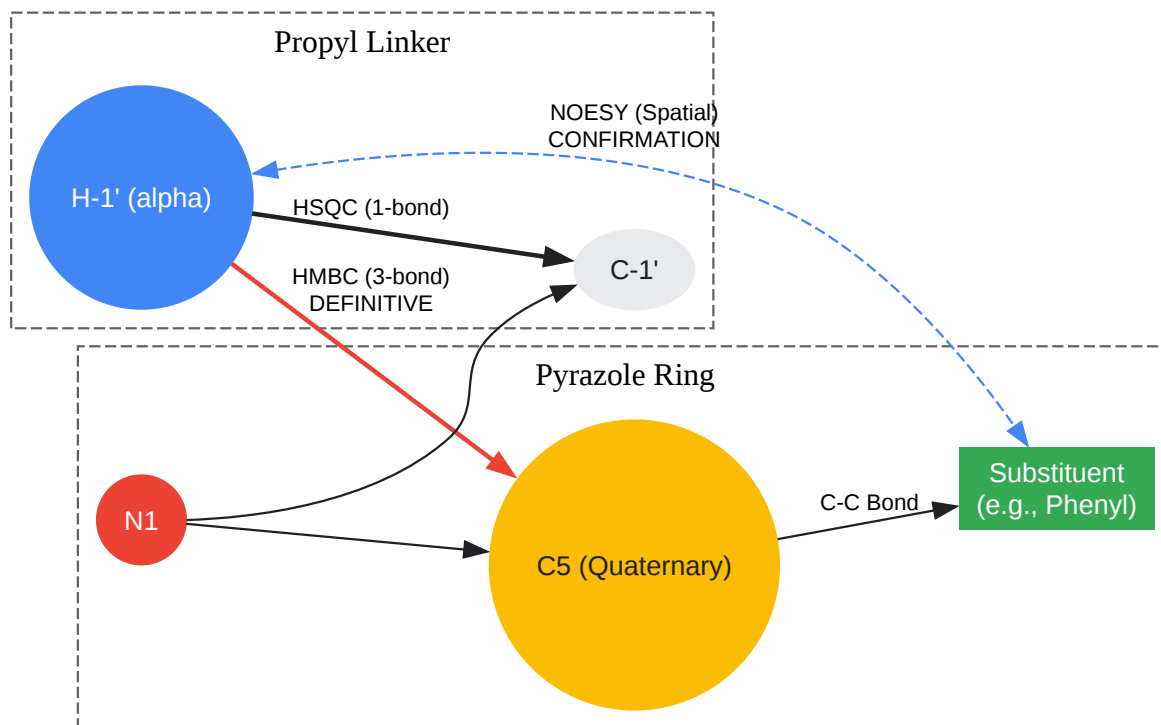 Propyl Linker
NOESY (Spatial)
CONFIRMATION
H-1' (alpha)
HSQC (1-bond)
C-1'
HMBC (3-bond)
DEFINITIVE
Pyrazole Ring
Substituent
(e.g., Phenyl)
C-C Bond
N1
C5 (Quaternary)